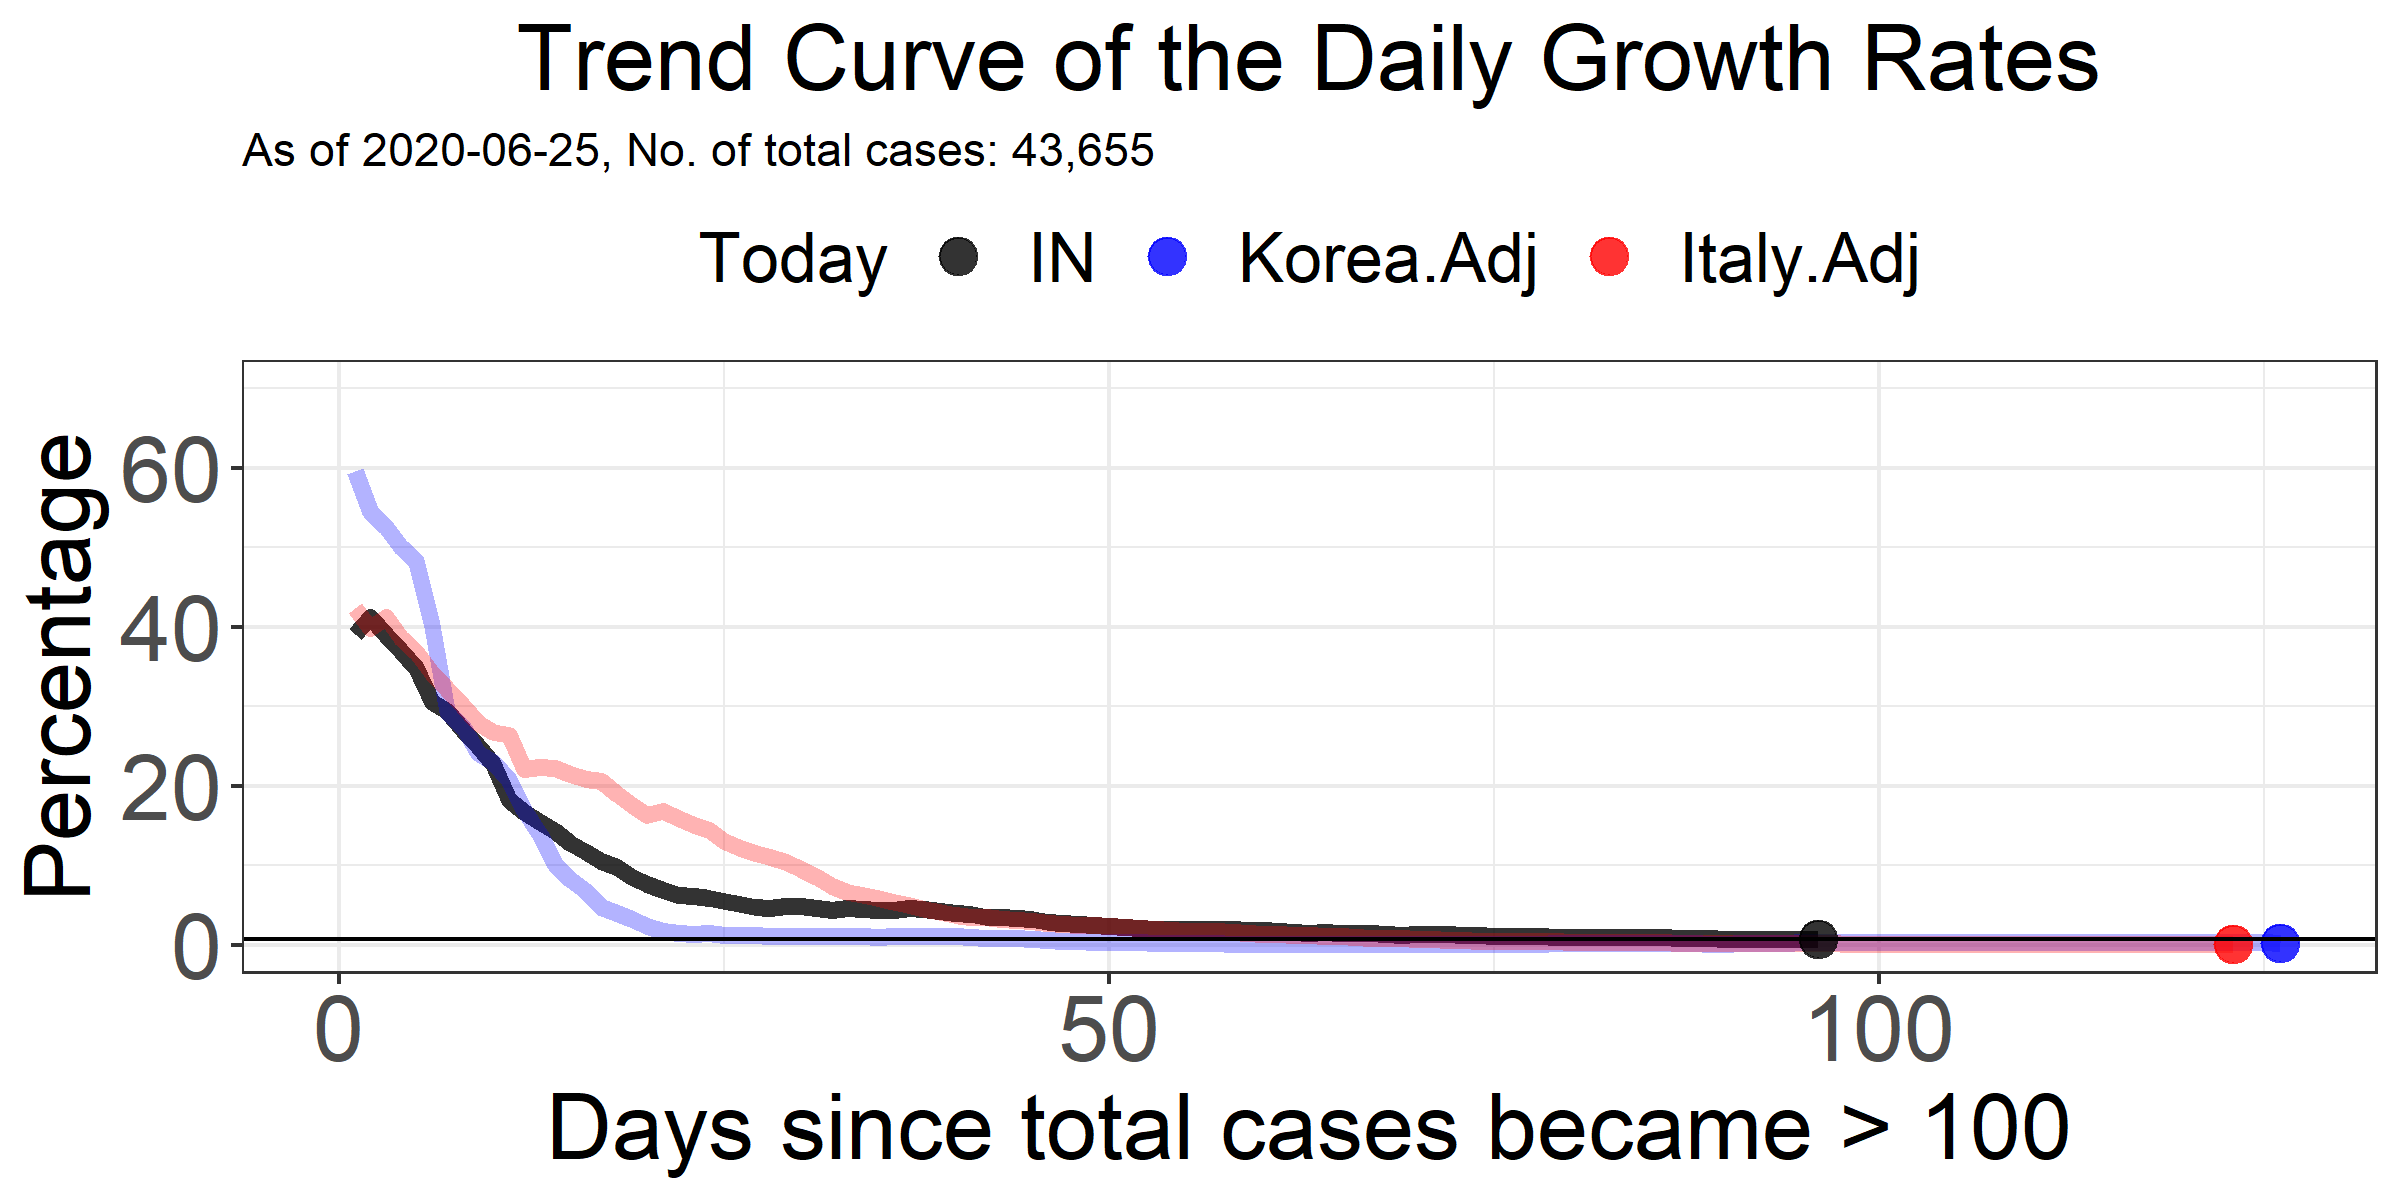 Trend Curve of the Daily Growth Rates
As of 2020-06-25, No. of total cases: 43,655
Today IN Korea.Adj Italy.Adj
Percentage
60
40
20
0
0 50 100
Days since total cases became > 100